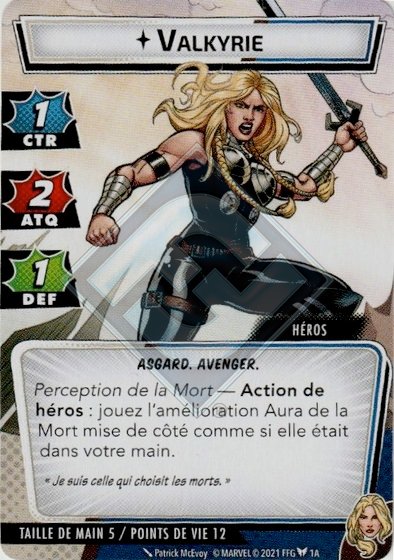 VALKYRIE
1
CTR
2
ATQ
1
DEF
HÉROS
ASGARD. AVENGER.
Perception de la Mort — Action de
héros : jouez l'amélioration Aura de la
Mort mise de côté comme si elle était
dans votre main.
« Je suis celle qui choisit les morts. »
TAILLE DE MAIN 5 / POINTS DE VIE 12
Patrick McEvoy © MARVEL © 2021 FFG 1A